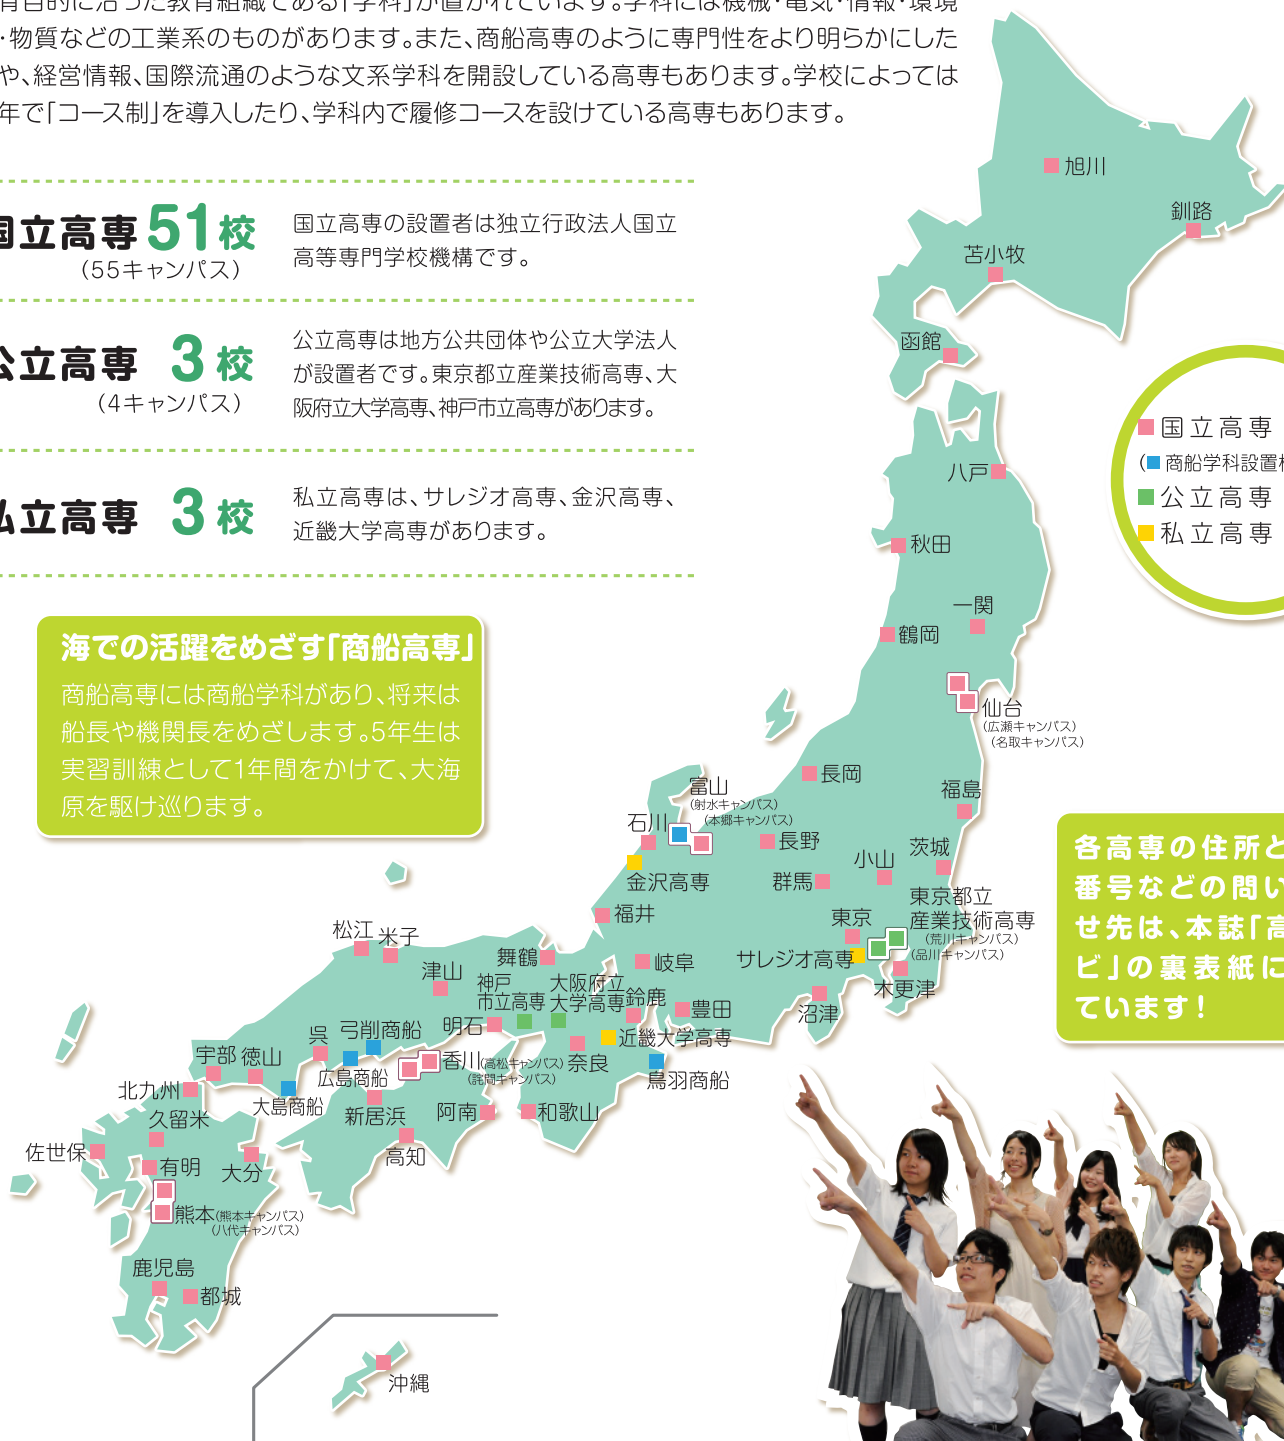 育目的に沿った教育組織である「学科」が置かれています。学科には機械・電気・情報・環境
・物質などの工業系のものがあります。また、商船高専のように専門性をより明らかにした
や、経営情報、国際流通のような文系学科を開設している高専もあります。学校によっては
年で「コース制」を導入したり、学科内で履修コースを設けている高専もあります。
国立高専 51校
(55キャンパス)
国立高専の設置者は独立行政法人国立
高等専門学校機構です。
公立高専 3校
(4キャンパス)
公立高専は地方公共団体や公立大学法人
が設置者です。東京都立産業技術高専、大
阪府立大学高専、神戸市立高専があります。
私立高専 3校
私立高専は、サレジオ高専、金沢高専、
近畿大学高専があります。
海での活躍をめざす「商船高専」
商船高専には商船学科があり、将来は
船長や機関長をめざします。5年生は
実習訓練として1年間をかけて、大海
原を駆け巡ります。
国立高専
(商船学科設置校
公立高専
私立高専
各高専の住所と
番号などの問い
せ先は、本誌「高
ビ」の裏表紙に
ています!
旭川
釧路
苫小牧
函館
八戸
秋田
一関
鶴岡
仙台
(広瀬キャンパス)
(名取キャンパス)
長岡
福島
富山
(射水キャンパス)
(本郷キャンパス)
石川
長野
小山
茨城
金沢高専
群馬
東京都立
産業技術高専
(荒川キャンパス)
(品川キャンパス)
東京
福井
サレジオ高専
木更津
沼津
岐阜
松江
米子
舞鶴
津山
神戸
市立高専
大阪府立
大学高専
鈴鹿
豊田
明石
近畿大学高専
呉
弓削商船
香川(高松キャンパス)
(詫間キャンパス)
奈良
鳥羽商船
宇部
徳山
広島商船
北九州
大島商船
新居浜
阿南
和歌山
久留米
高知
佐世保
有明
大分
熊本(熊本キャンパス)
(八代キャンパス)
鹿児島
都城
沖縄